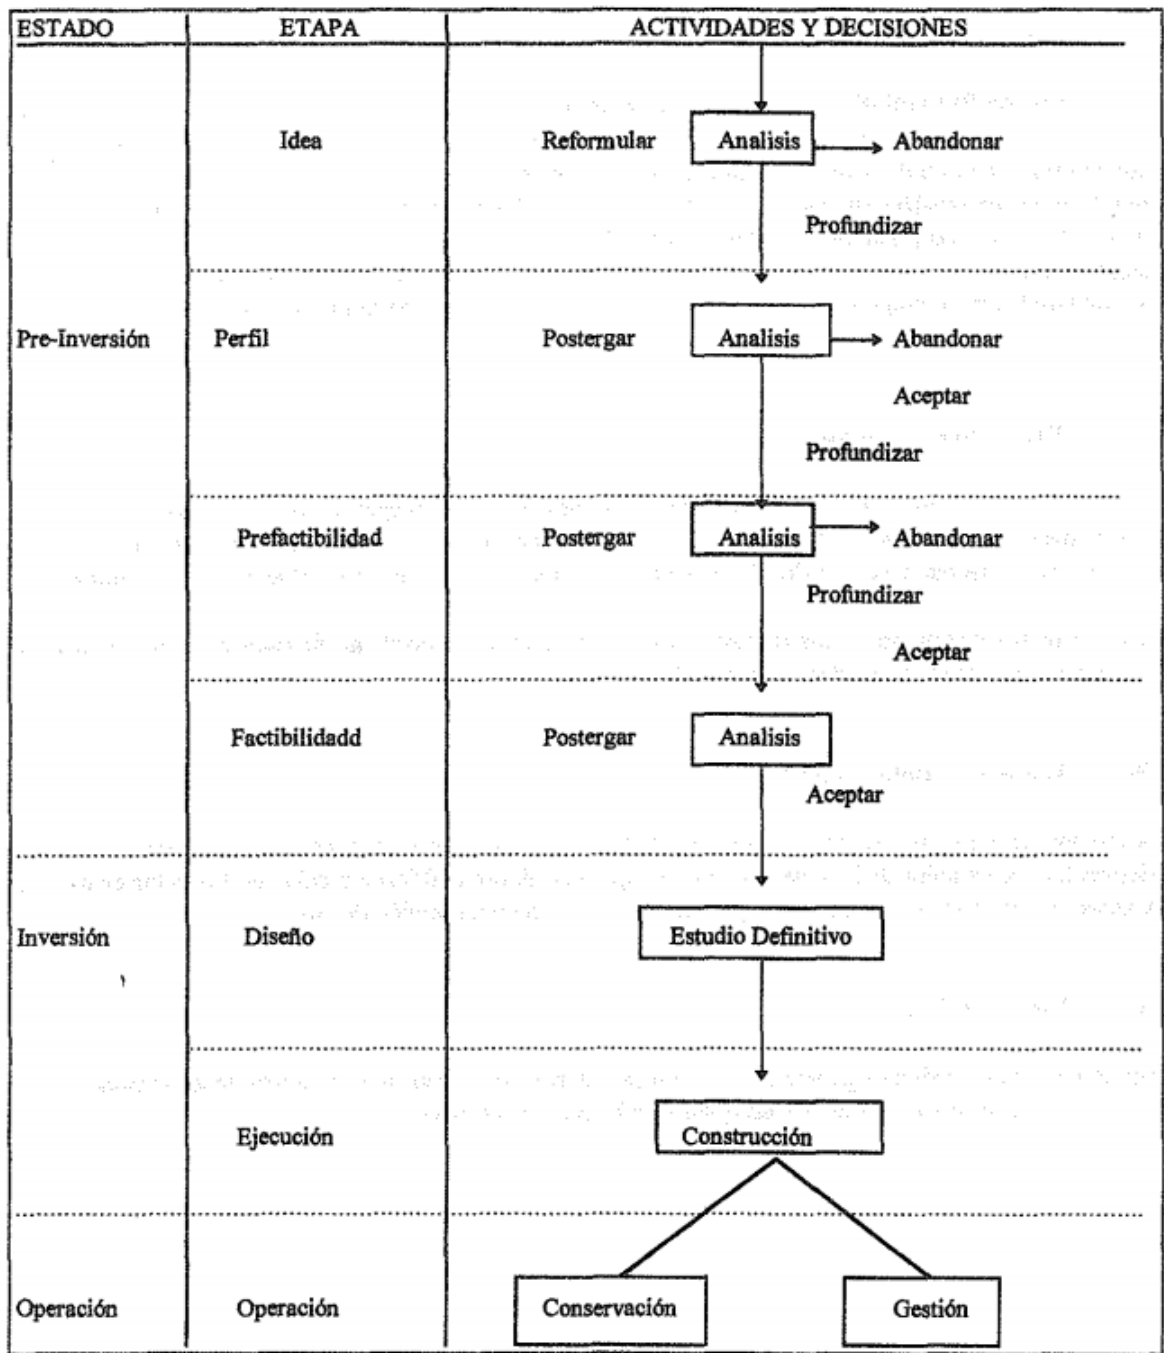 ESTADO ETAPA ACTIVIDADES Y DECISIONES
Idea Reformular Analisis Abandonar
Profundizar
Pre-Inversión Perfil Postergar Analisis Abandonar
Aceptar
Profundizar
Prefactibilidad Postergar Analisis Abandonar
Profundizar
Aceptar
Factibilidadd Postergar Analisis
Aceptar
Inversión Diseño Estudio Definitivo
Ejecución Construcción
Operación Operación Conservación Gestión